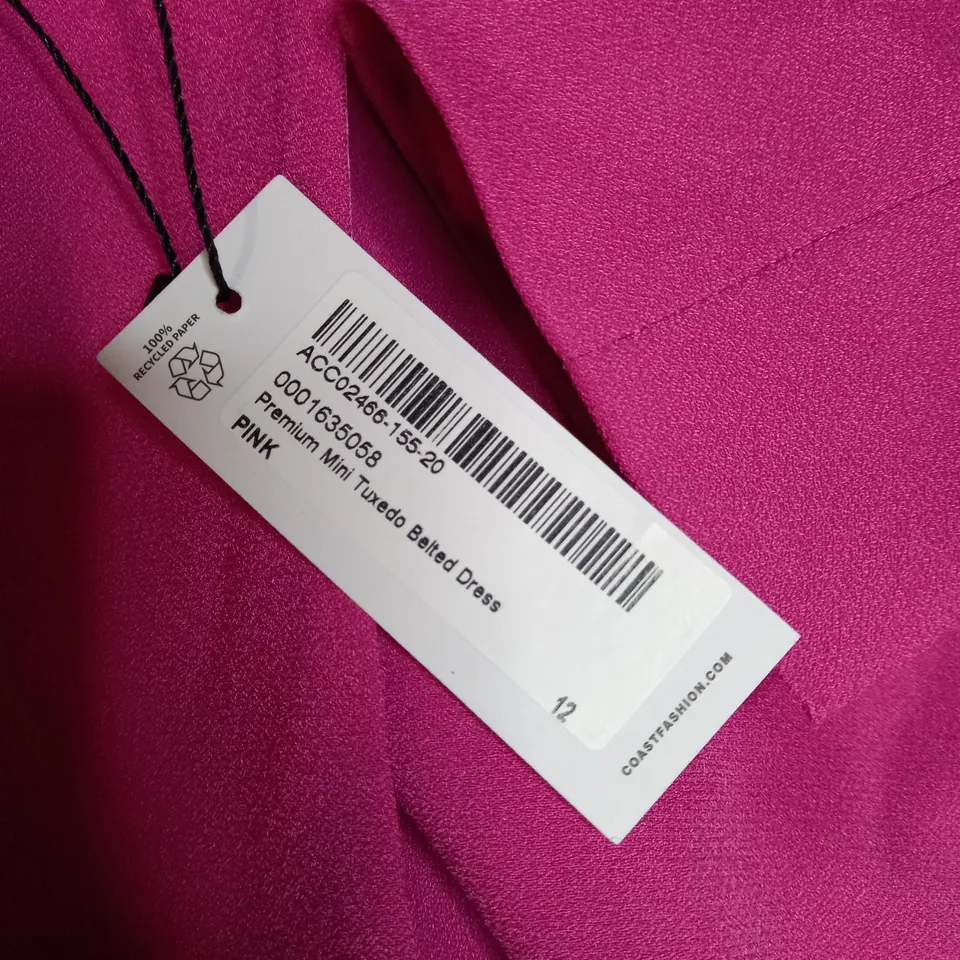 100%
RECYCLED PAPER
ACC02466-155-20
0001635058
Premium Mini Tuxedo Belted Dress
PINK
12
COASTFASHION.COM